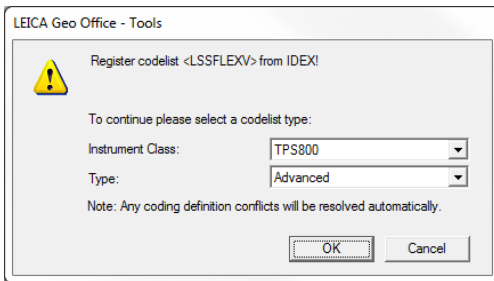 LEICA Geo Office - Tools
Register codelist <LSSFLEXV> from IDEX!
To continue please select a codelist type:
Instrument Class: TPS800
Type: Advanced
Note: Any coding definition conflicts will be resolved automatically.
OK Cancel